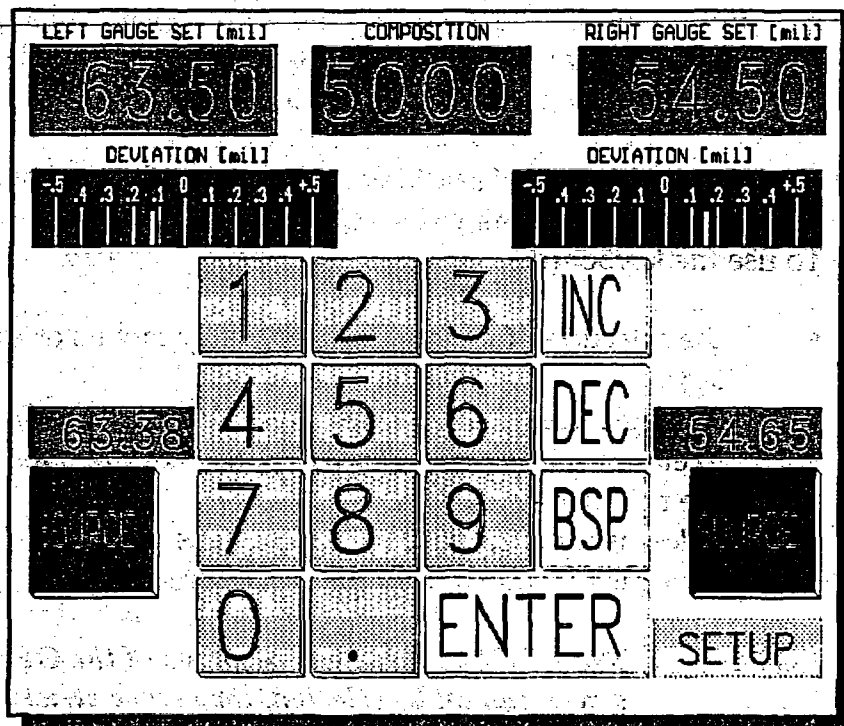 LEFT GAUGE SET [mil] COMPOSITION RIGHT GAUGE SET [mil]
63.50 5000 54.50
DEVIATION [mil] DEVIATION [mil]
-.5 .4 .3 .2 .1 0 .1 .2 .3 .4 +.5 -.5 .4 .3 .2 .1 0 .1 .2 .3 .4 +.5
1 2 3 INC
63.38 4 5 6 DEC 54.65
7 8 9 BSP
0 . ENTER SETUP